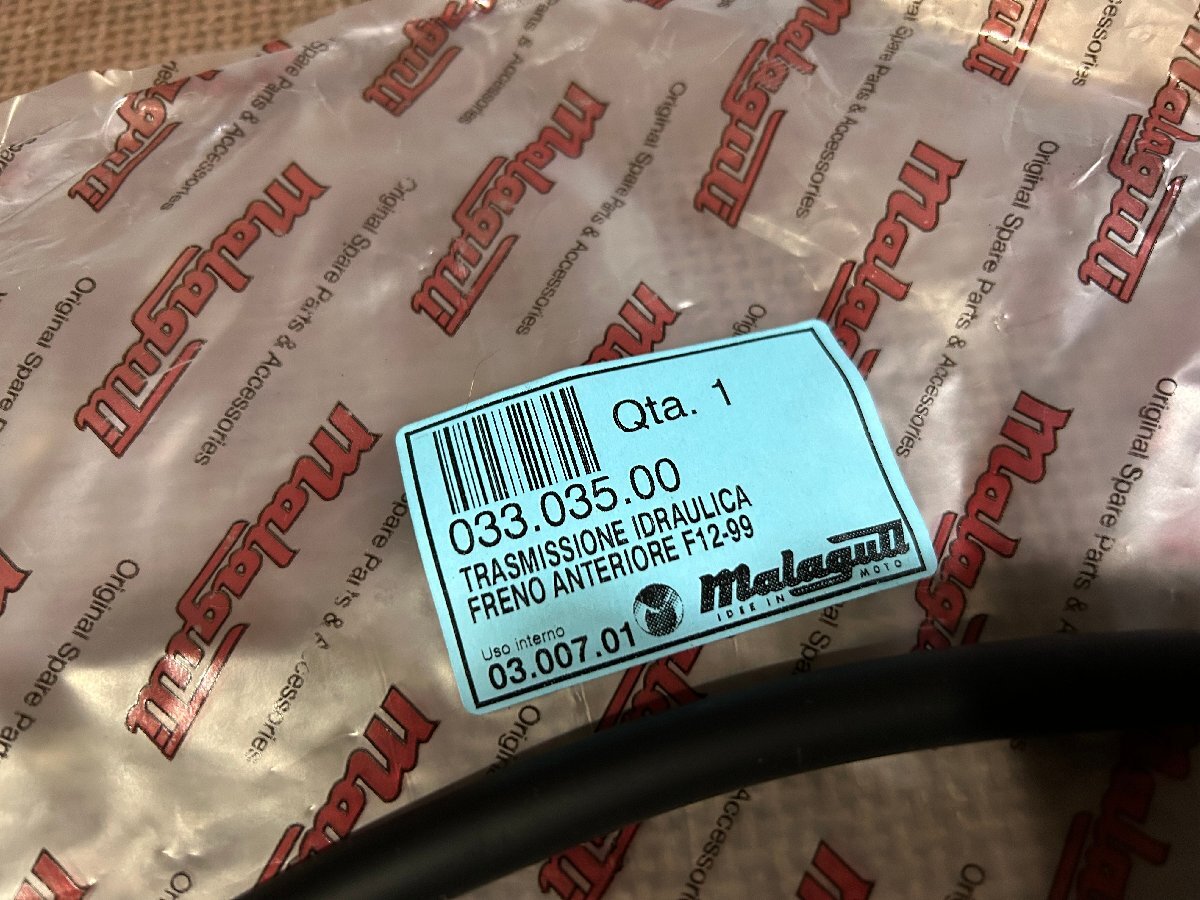 Malaguti
Original Spare Parts & Accessories
Qta. 1
033.035.00
TRASMISSIONE IDRAULICA
FRENO ANTERIORE F12-99
Uso interno
03.007.01
malaguti
IDEE IN MOTO